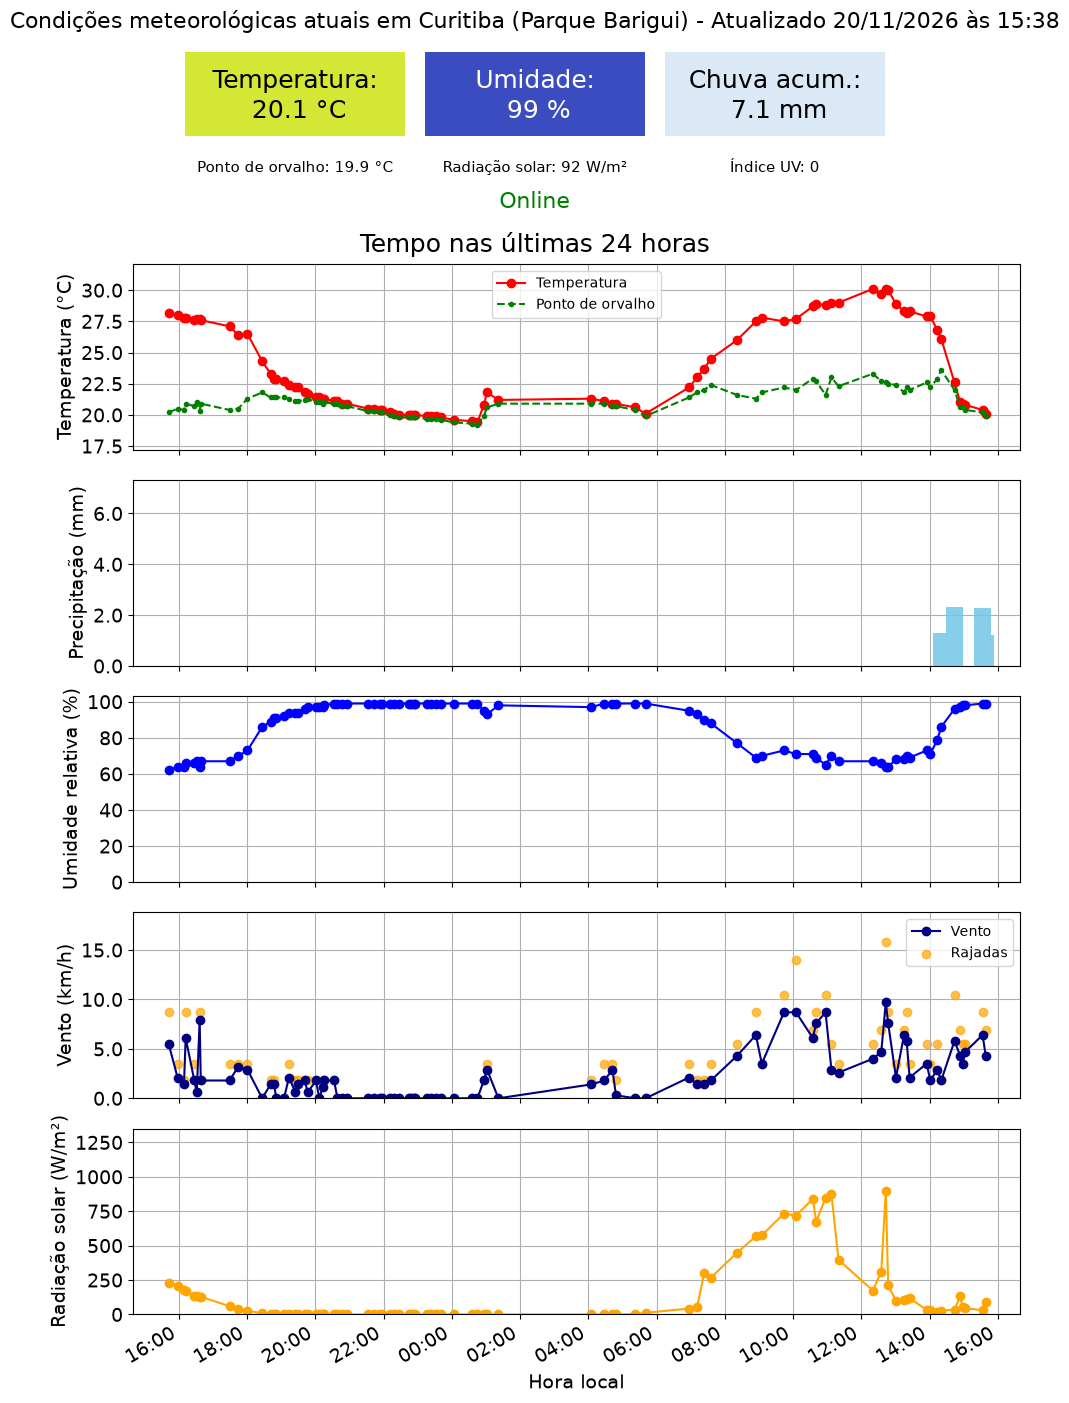 Condições meteorológicas atuais em Curitiba (Parque Barigui) - Atualizado 20/11/2026 às 15:38
Temperatura:
20.1 °C
Umidade:
99 %
Chuva acum.:
7.1 mm
Ponto de orvalho: 19.9 °C
Radiação solar: 92 W/m²
Índice UV: 0
Online
Tempo nas últimas 24 horas
Temperatura (°C)
30.0
27.5
25.0
22.5
20.0
17.5
Temperatura
Ponto de orvalho
Precipitação (mm)
6.0
4.0
2.0
0.0
Umidade relativa (%)
100
80
60
40
20
0
Vento (km/h)
15.0
10.0
5.0
0.0
Vento
Rajadas
Radiação solar (W/m²)
1250
1000
750
500
250
0
16:00
18:00
20:00
22:00
00:00
02:00
04:00
06:00
08:00
10:00
12:00
14:00
16:00
Hora local